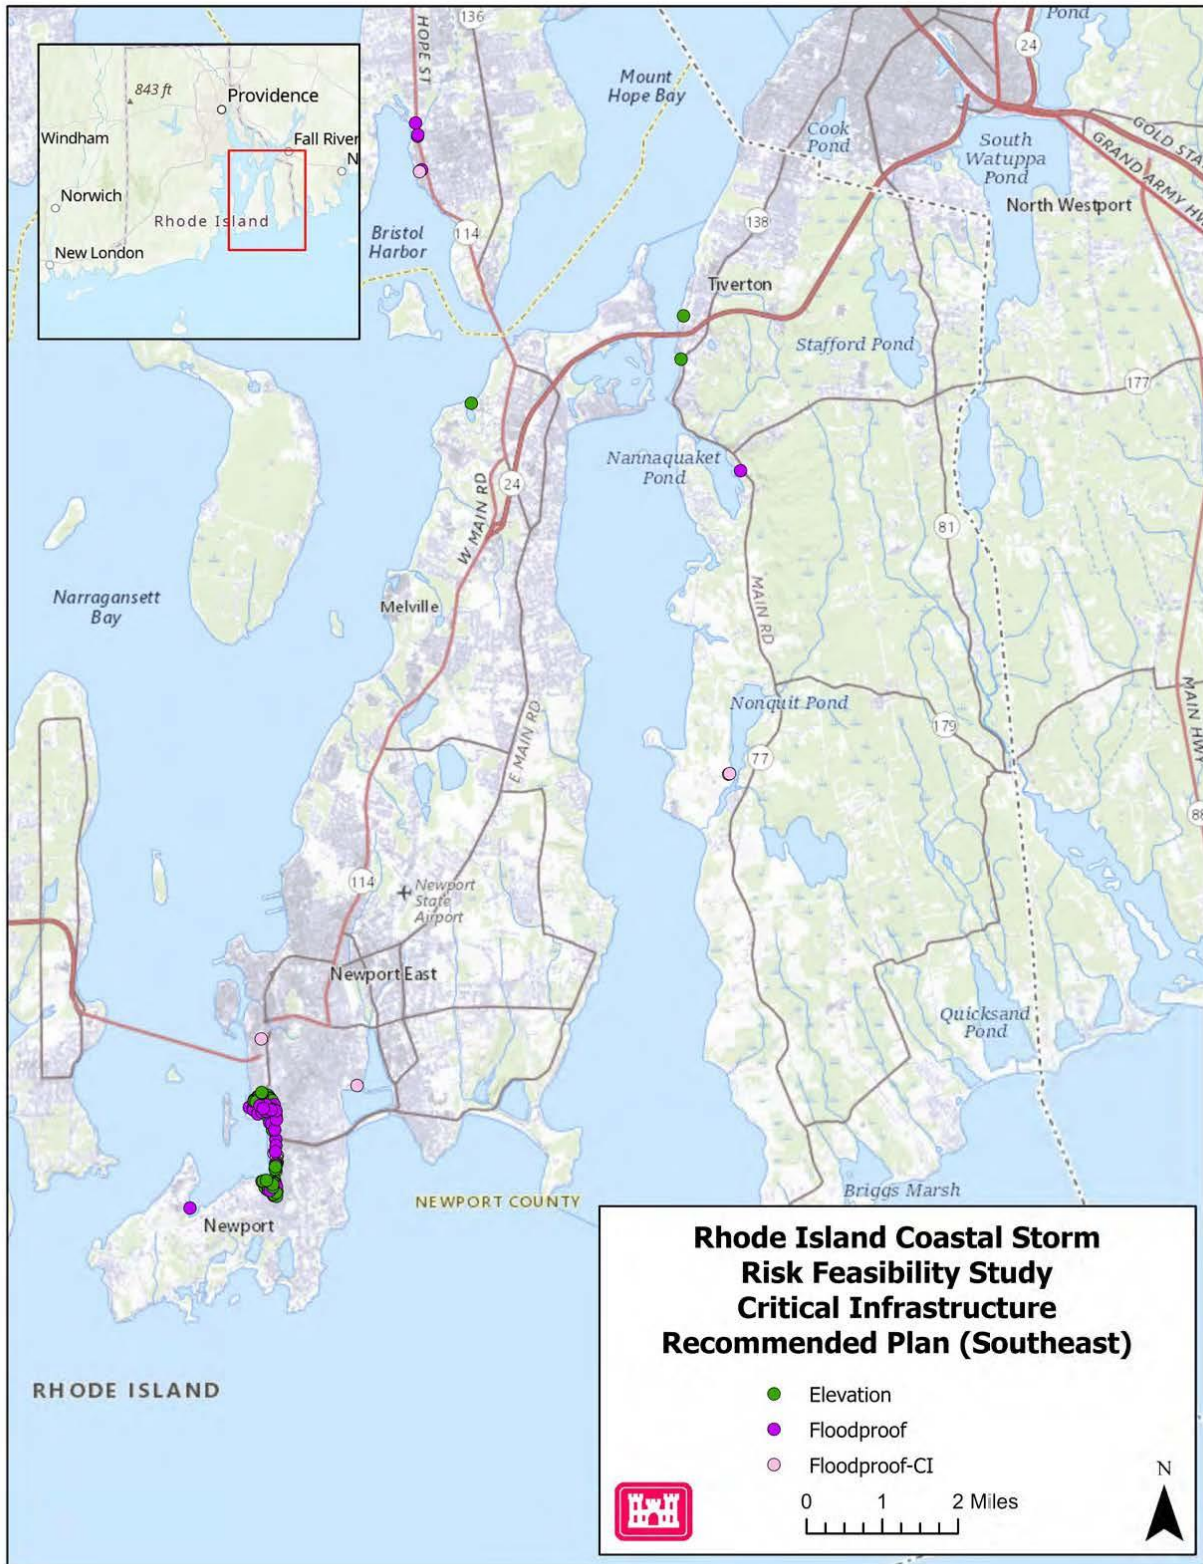 136
Pond
24
HOPE ST
Mount
Hope Bay
843 ft
Providence
Windham
Fall River
N
Norwich
Rhode Island
New London
Cook
Pond
South
Watuppa
Pond
GOLD STA
GRAND ARMY H
North Westport
138
114
Bristol
Harbor
Tiverton
Stafford Pond
177
Nannaquaket
Pond
24
W MAIN RD
81
Narragansett
Bay
Melville
MAIN RD
Nonquit Pond
179
MAIN HWY
E MAIN RD
77
88
114
Newport
State
Airport
Newport East
Quicksand
Pond
Briggs Marsh
NEWPORT COUNTY
Newport
RHODE ISLAND
Rhode Island Coastal Storm
Risk Feasibility Study
Critical Infrastructure
Recommended Plan (Southeast)
Elevation
Floodproof
Floodproof-CI
N
0 1 2 Miles